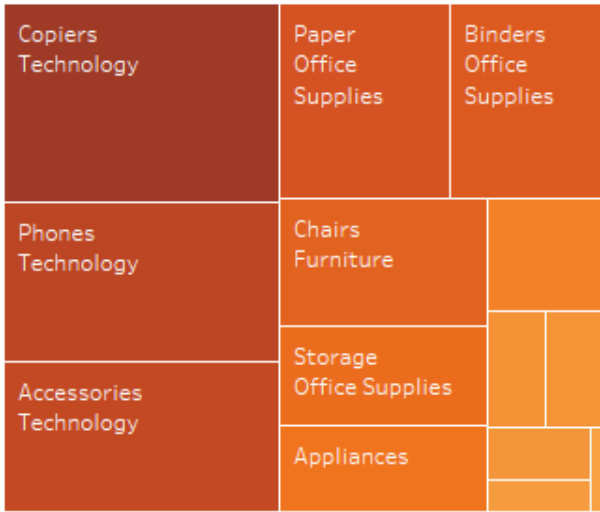 Copiers
Technology
Paper
Office
Supplies
Binders
Office
Supplies
Phones
Technology
Chairs
Furniture
Accessories
Technology
Storage
Office Supplies
Appliances